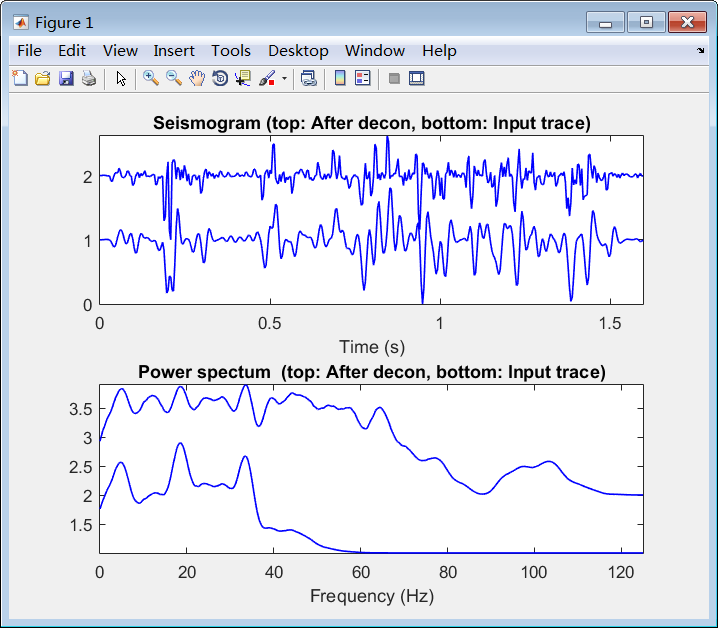 Figure 1
File Edit View Insert Tools Desktop Window Help
Seismogram (top: After decon, bottom: Input trace)
2
1
0
0 0.5 1 1.5
Time (s)
Power spectum (top: After decon, bottom: Input trace)
3.5
3
2.5
2
1.5
0 20 40 60 80 100 120
Frequency (Hz)